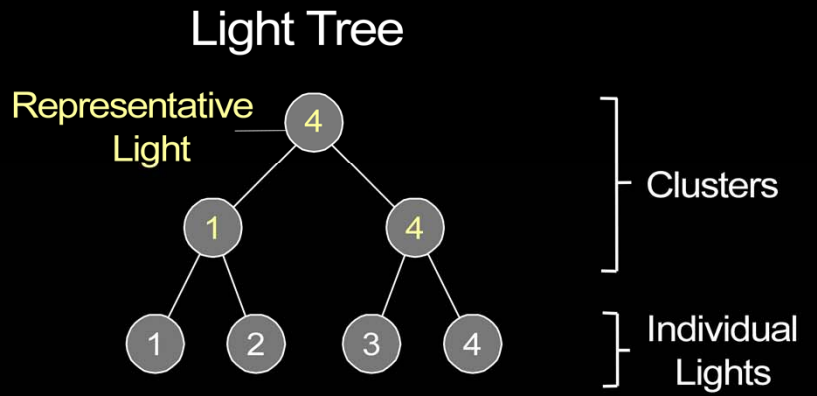 Light Tree
Representative
Light
4
Clusters
1
4
1
2
3
4
Individual
Lights